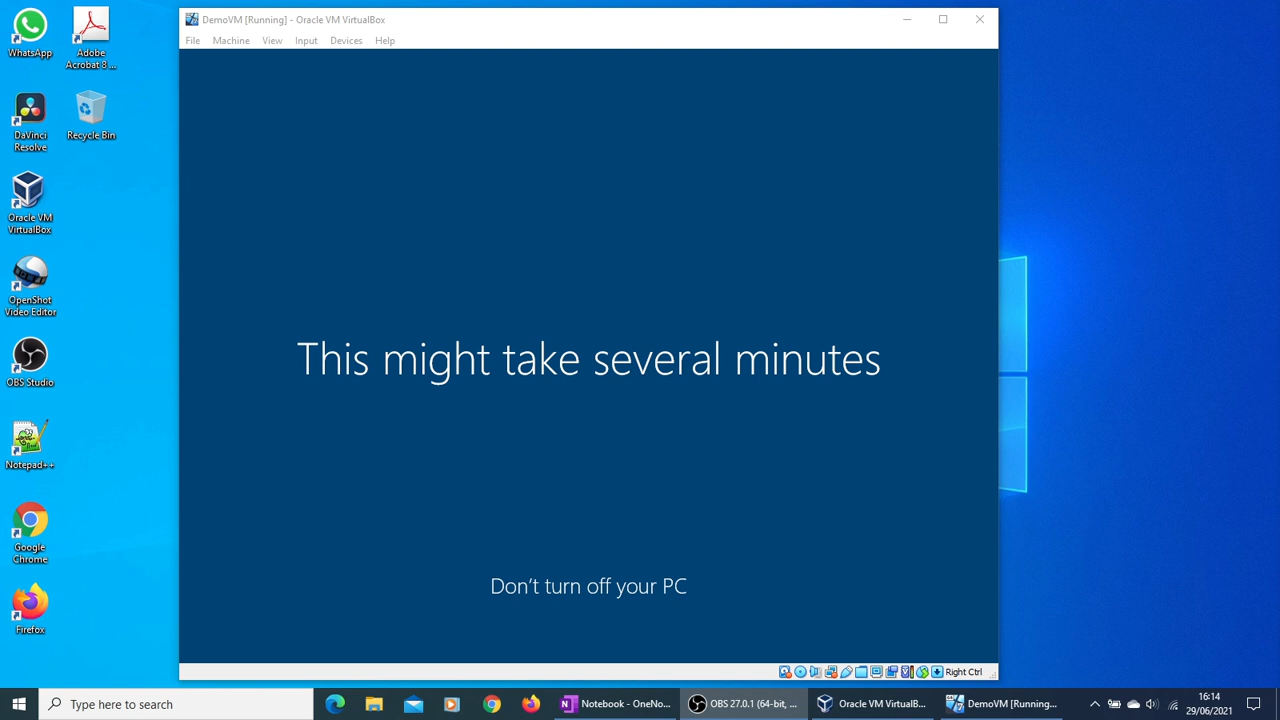 DemoVM [Running] - Oracle VM VirtualBox
File Machine View Input Devices Help
WhatsApp
Adobe
Acrobat 8 ...
DaVinci
Resolve
Recycle Bin
Oracle VM
VirtualBox
OpenShot
Video Editor
OBS Studio
Notepad++
Google
Chrome
Firefox
This might take several minutes
Don't turn off your PC
Right Ctrl
Type here to search
Notebook - OneNo...
OBS 27.0.1 (64-bit, ...
Oracle VM VirtualB...
DemoVM [Running...
16:14
29/06/2021